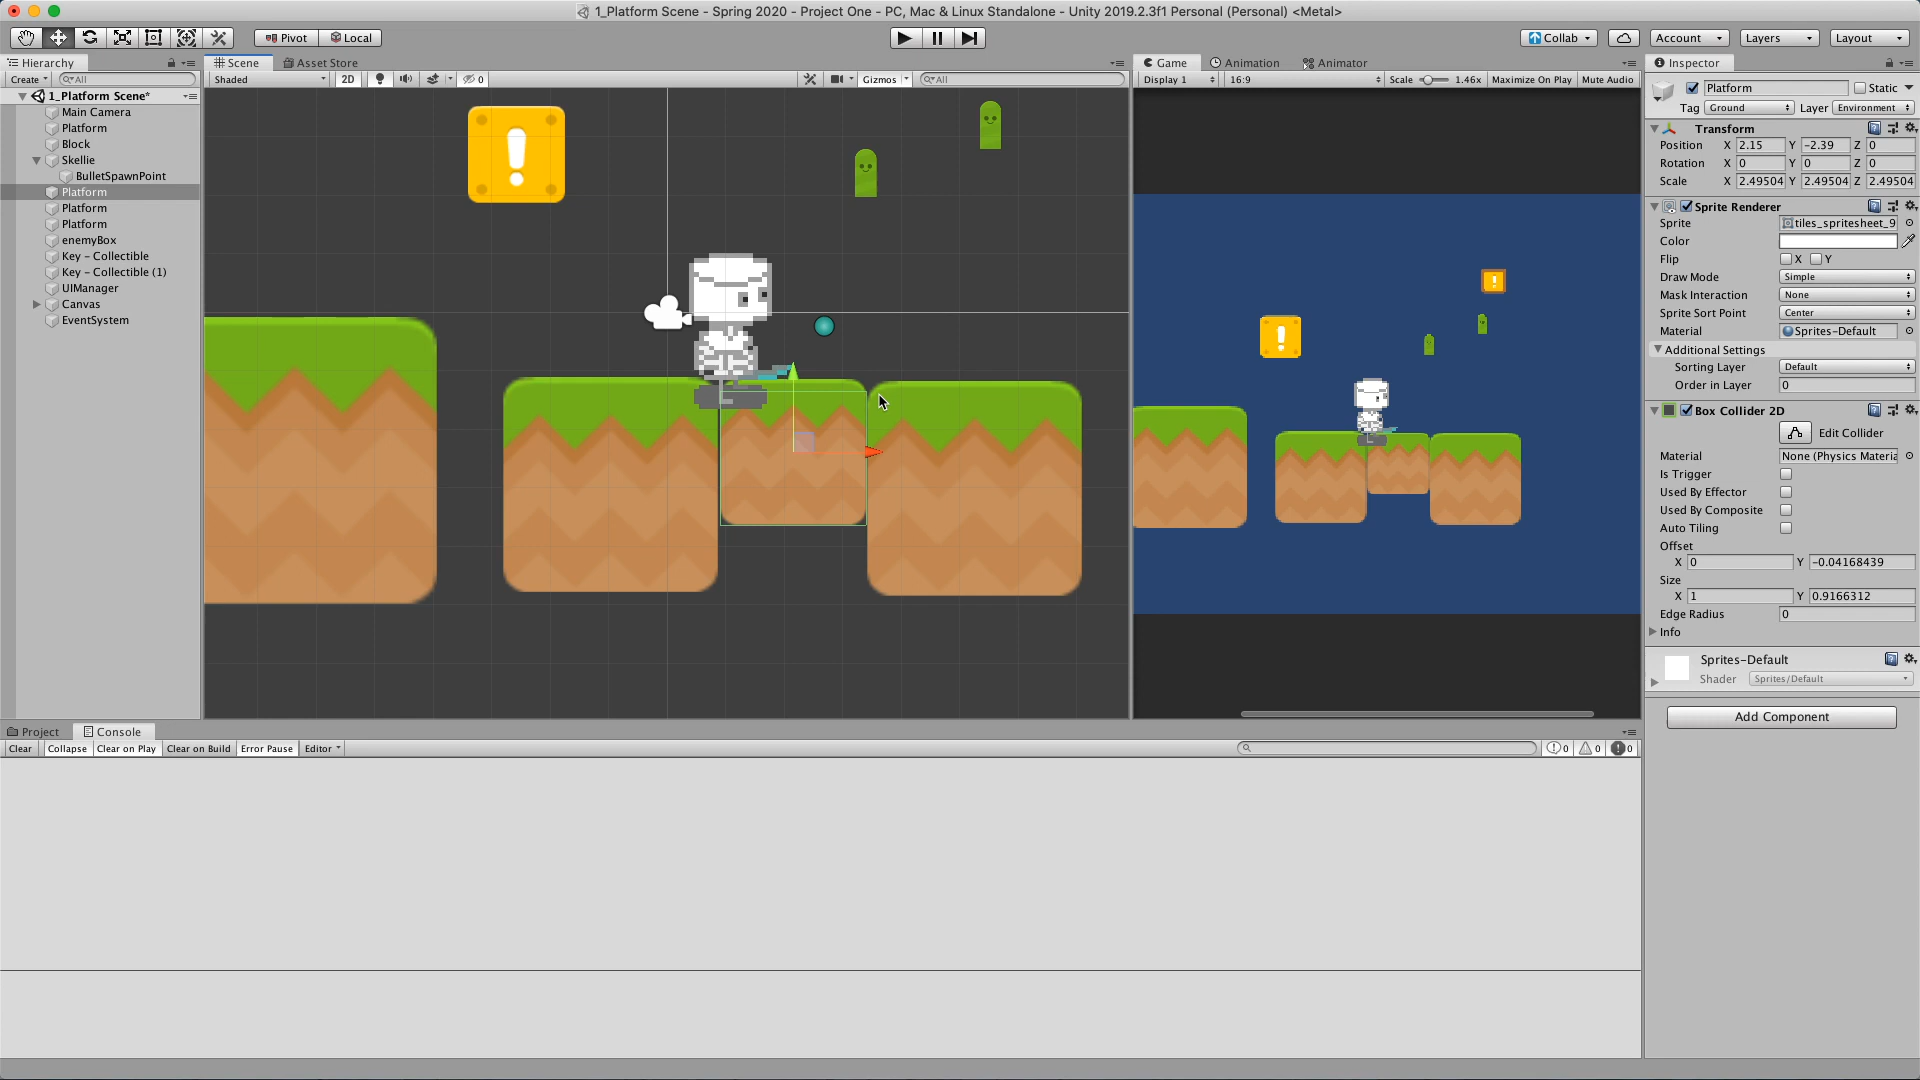 1_Platform Scene - Spring 2020 - Project One - PC, Mac & Linux Standalone - Unity 2019.2.3f1 Personal (Personal) <Metal>
Pivot Local Collab Account Layers Layout
Hierarchy
Create All
1_Platform Scene*
Main Camera
Platform
Block
Skellie
BulletSpawnPoint
Platform
Platform
Platform
enemyBox
Key - Collectible
Key - Collectible (1)
UIManager
Canvas
EventSystem
Scene Asset Store
Shaded 2D 0 Gizmos All
Game Animation Animator
Display 1 16:9 Scale 1.46x Maximize On Play Mute Audio
Inspector
Platform Static
Tag Ground Layer Environment
Transform
Position X 2.15 Y -2.39 Z 0
Rotation X 0 Y 0 Z 0
Scale X 2.49504 Y 2.49504 Z 2.49504
Sprite Renderer
Sprite tiles_spritesheet_9
Color
Flip X Y
Draw Mode Simple
Mask Interaction None
Sprite Sort Point Center
Material Sprites-Default
Additional Settings
Sorting Layer Default
Order in Layer 0
Box Collider 2D
Edit Collider
Material None (Physics Materia
Is Trigger
Used By Effector
Used By Composite
Auto Tiling
Offset
X 0 Y -0.04168439
Size
X 1 Y 0.9166312
Edge Radius 0
Info
Sprites-Default
Shader Sprites/Default
Add Component
Project Console
Clear Collapse Clear on Play Clear on Build Error Pause Editor 0 0 0